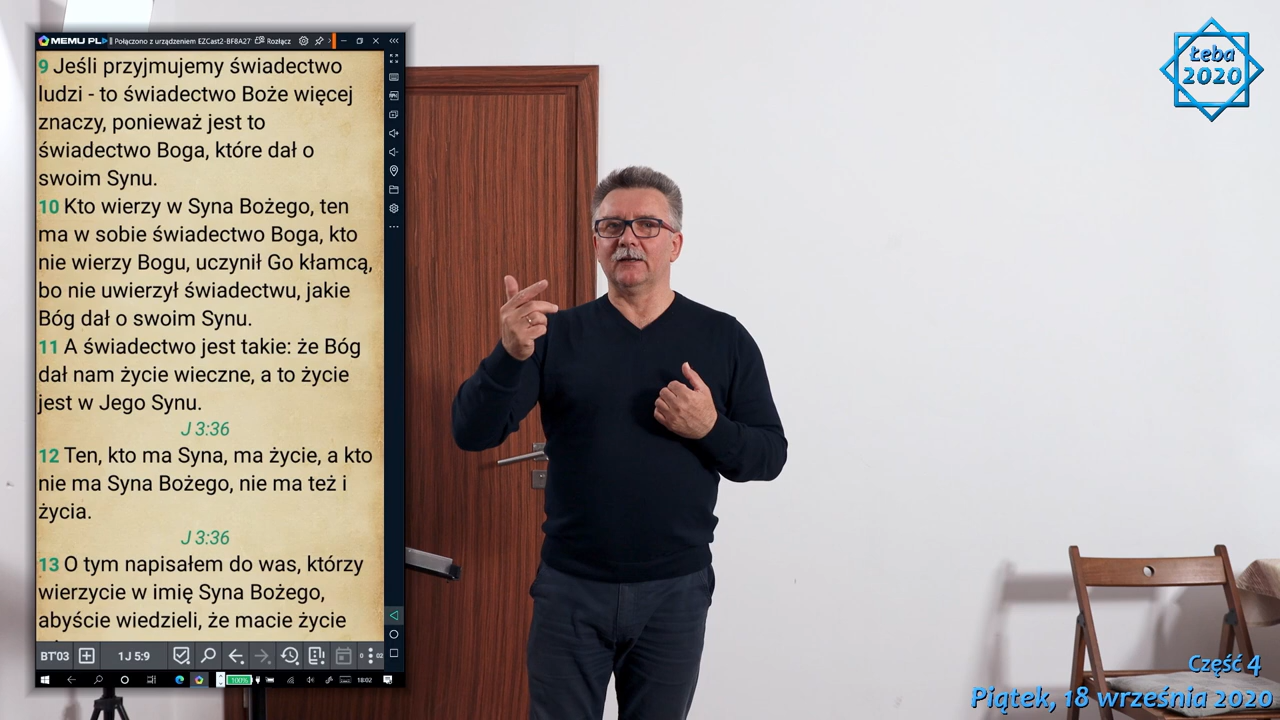 MEMU PL
Połączono z urządzeniem EZCast2-BF8A27
Rozłącz
9 Jeśli przyjmujemy świadectwo
ludzi - to świadectwo Boże więcej
znaczy, ponieważ jest to
świadectwo Boga, które dał o
swoim Synu.
10 Kto wierzy w Syna Bożego, ten
ma w sobie świadectwo Boga, kto
nie wierzy Bogu, uczynił Go kłamcą,
bo nie uwierzył świadectwu, jakie
Bóg dał o swoim Synu.
11 A świadectwo jest takie: że Bóg
dał nam życie wieczne, a to życie
jest w Jego Synu.
J 3:36
12 Ten, kto ma Syna, ma życie, a kto
nie ma Syna Bożego, nie ma też i
życia.
J 3:36
13 O tym napisałem do was, którzy
wierzycie w imię Syna Bożego,
abyście wiedzieli, że macie życie
BT'03
1J 5:9
100%
18:02
Łeba
2020
Część 4
Piątek, 18 września 2020